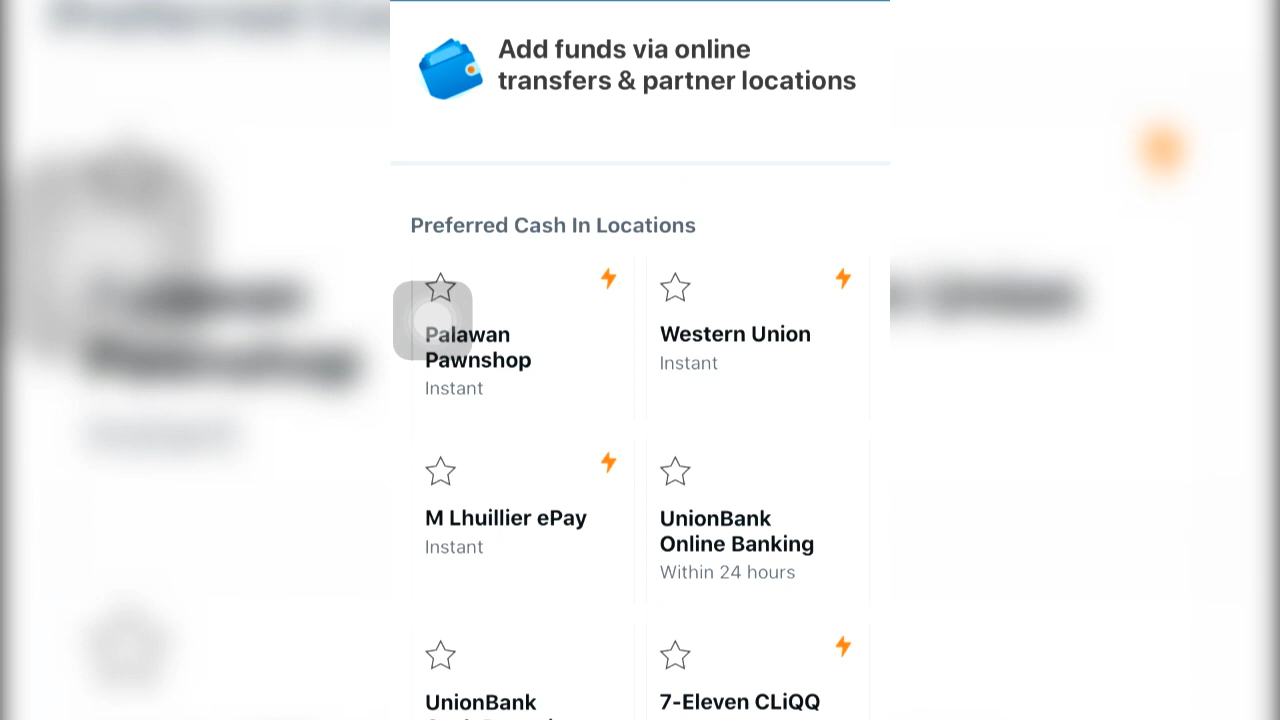 Add funds via online
transfers & partner locations
Preferred Cash In Locations
Palawan
Pawnshop
Instant
Western Union
Instant
M Lhuillier ePay
Instant
UnionBank
Online Banking
Within 24 hours
UnionBank
7-Eleven CLiQQ